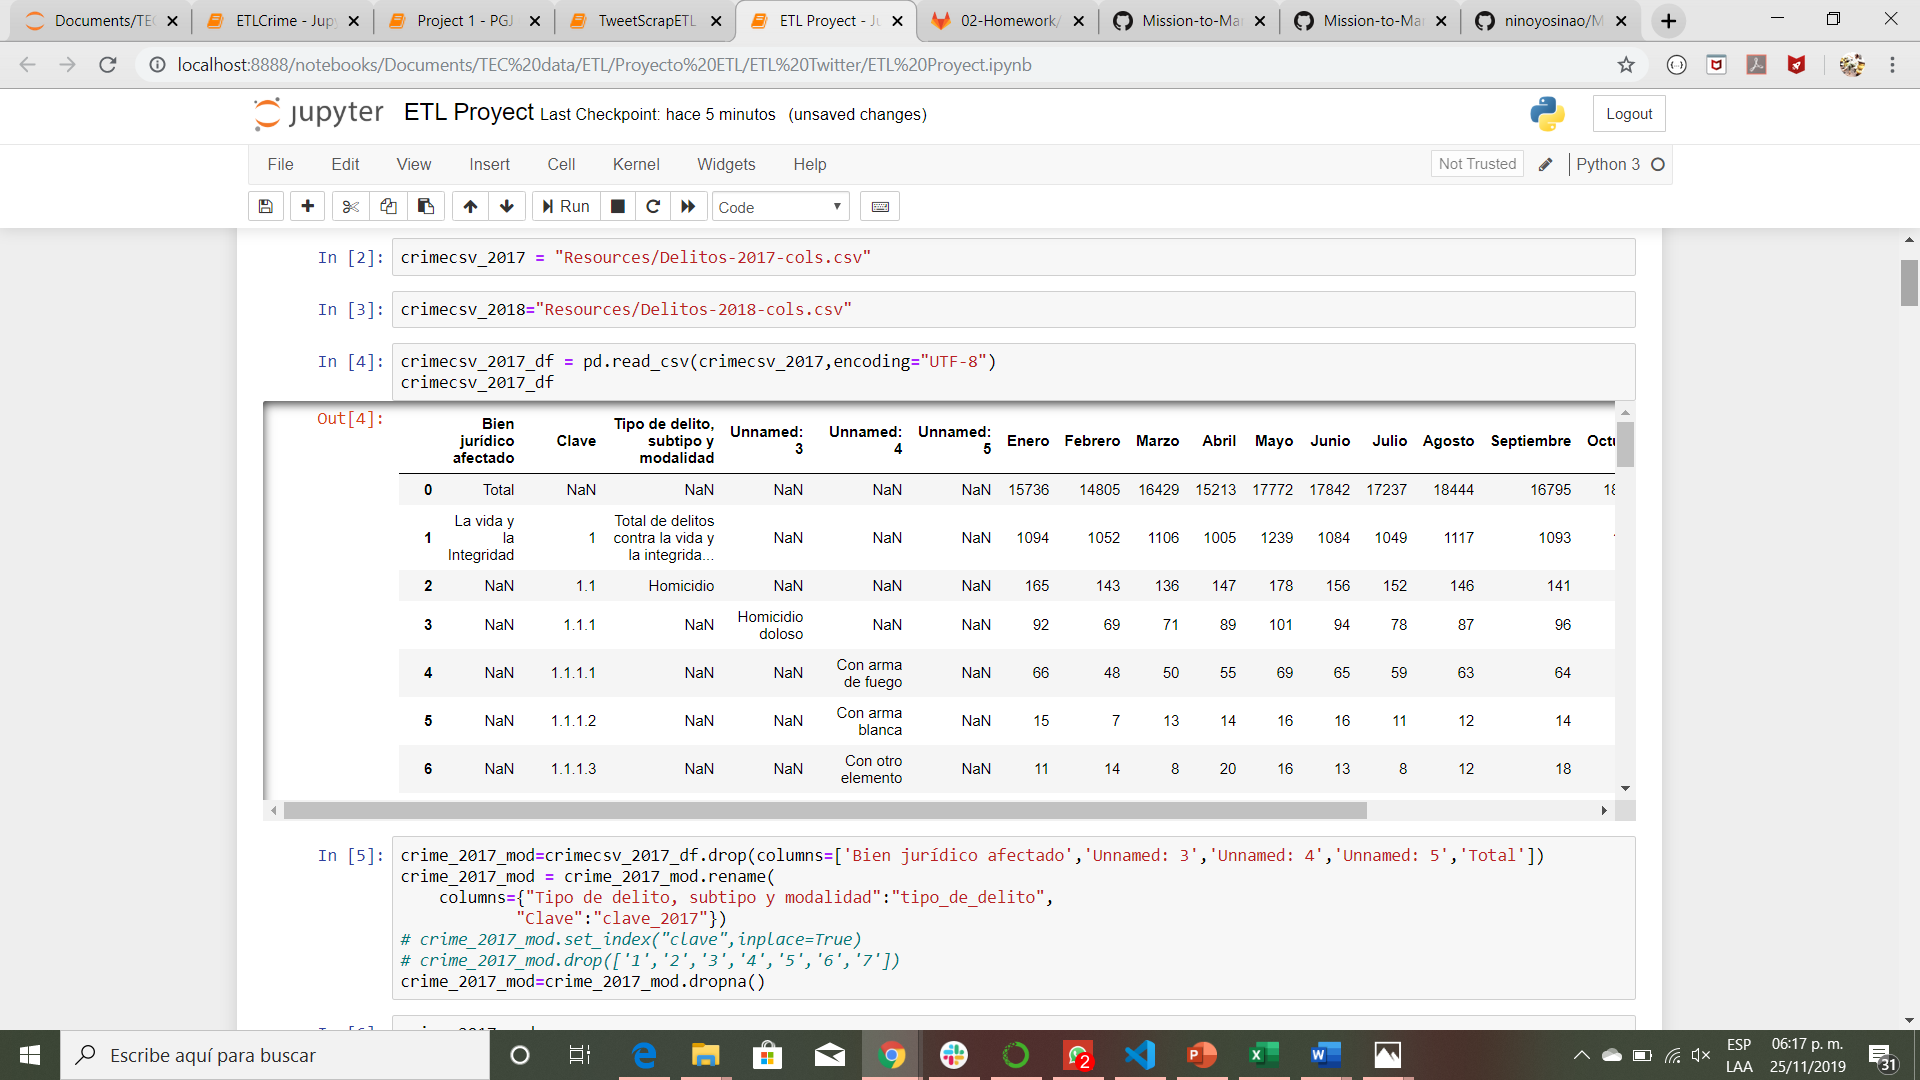 Documents/TEC
ETLCrime - Jupy
Project 1 - PGJ
TweetScrapETL
ETL Proyect - Ju
02-Homework/
Mission-to-Mar
Mission-to-Mar
ninoyosinao/M
localhost:8888/notebooks/Documents/TEC%20data/ETL/Proyecto%20ETL/ETL%20Twitter/ETL%20Proyect.ipynb
jupyter ETL Proyect Last Checkpoint: hace 5 minutos (unsaved changes)
Logout
File Edit View Insert Cell Kernel Widgets Help
Not Trusted
Python 3
Run
Code
In [2]: crimecsv_2017 = "Resources/Delitos-2017-cols.csv"
In [3]: crimecsv_2018="Resources/Delitos-2018-cols.csv"
In [4]: crimecsv_2017_df = pd.read_csv(crimecsv_2017,encoding="UTF-8")
crimecsv_2017_df
Out[4]:
Bien jurídico afectado Clave Tipo de delito, subtipo y modalidad Unnamed: 3 Unnamed: 4 Unnamed: 5 Enero Febrero Marzo Abril Mayo Junio Julio Agosto Septiembre Octu
0 Total NaN NaN NaN NaN NaN 15736 14805 16429 15213 17772 17842 17237 18444 16795 18
1 La vida y la Integridad 1 Total de delitos contra la vida y la integrida... NaN NaN NaN 1094 1052 1106 1005 1239 1084 1049 1117 1093
2 NaN 1.1 Homicidio NaN NaN NaN 165 143 136 147 178 156 152 146 141
3 NaN 1.1.1 NaN Homicidio doloso NaN NaN 92 69 71 89 101 94 78 87 96
4 NaN 1.1.1.1 NaN NaN Con arma de fuego NaN 66 48 50 55 69 65 59 63 64
5 NaN 1.1.1.2 NaN NaN Con arma blanca NaN 15 7 13 14 16 16 11 12 14
6 NaN 1.1.1.3 NaN NaN Con otro elemento NaN 11 14 8 20 16 13 8 12 18
In [5]: crime_2017_mod=crimecsv_2017_df.drop(columns=['Bien jurídico afectado','Unnamed: 3','Unnamed: 4','Unnamed: 5','Total'])
crime_2017_mod = crime_2017_mod.rename(
columns={"Tipo de delito, subtipo y modalidad":"tipo_de_delito",
"Clave":"clave_2017"})
# crime_2017_mod.set_index("clave",inplace=True)
# crime_2017_mod.drop(['1','2','3','4','5','6','7'])
crime_2017_mod=crime_2017_mod.dropna()
Escribe aquí para buscar
2
ESP
LAA
06:17 p. m.
25/11/2019
31